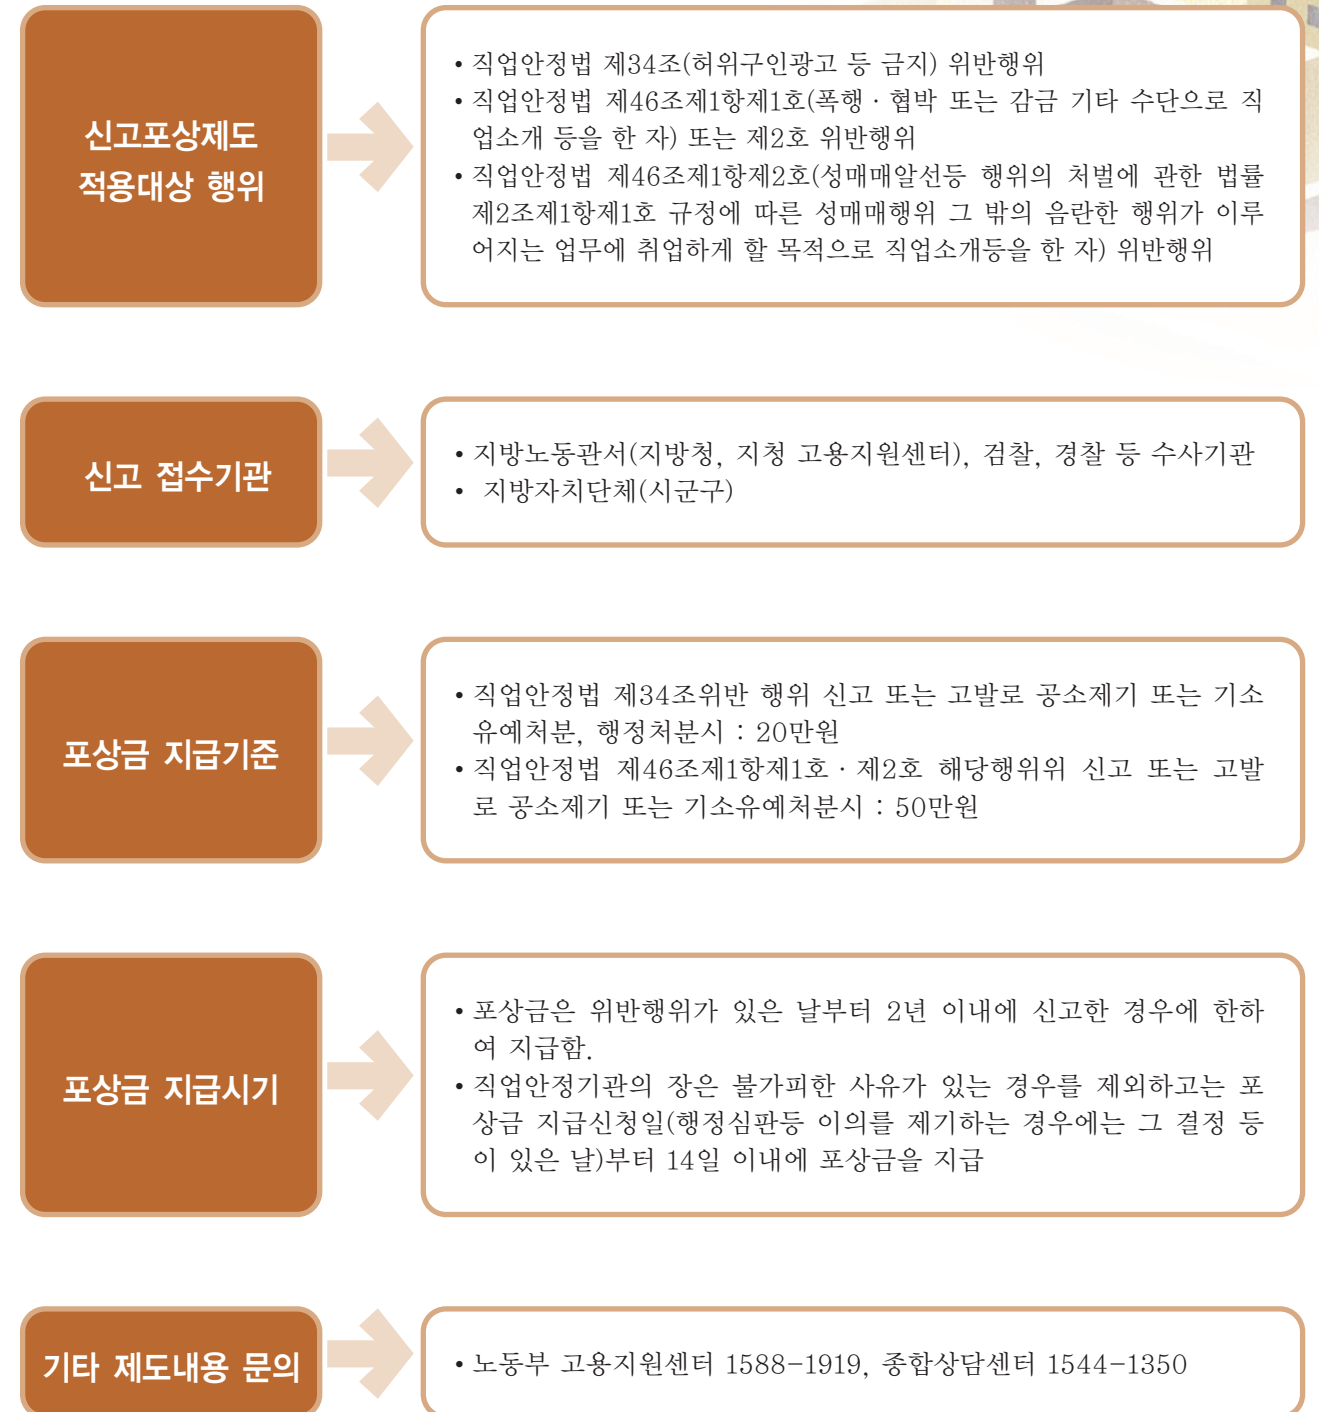 신고포상제도
적용대상 행위
• 직업안정법 제34조(허위구인광고 등 금지) 위반행위
• 직업안정법 제46조제1항제1호(폭행 · 협박 또는 감금 기타 수단으로 직
업소개 등을 한 자) 또는 제2호 위반행위
• 직업안정법 제46조제1항제2호(성매매알선등 행위의 처벌에 관한 법률
제2조제1항제1호 규정에 따른 성매매행위 그 밖의 음란한 행위가 이루
어지는 업무에 취업하게 할 목적으로 직업소개등을 한 자) 위반행위
신고 접수기관
• 지방노동관서(지방청, 지청 고용지원센터), 검찰, 경찰 등 수사기관
• 지방자치단체(시군구)
포상금 지급기준
• 직업안정법 제34조위반 행위 신고 또는 고발로 공소제기 또는 기소
유예처분, 행정처분시 : 20만원
• 직업안정법 제46조제1항제1호 · 제2호 해당행위위 신고 또는 고발
로 공소제기 또는 기소유예처분시 : 50만원
포상금 지급시기
• 포상금은 위반행위가 있은 날부터 2년 이내에 신고한 경우에 한하
여 지급함.
• 직업안정기관의 장은 불가피한 사유가 있는 경우를 제외하고는 포
상금 지급신청일(행정심판등 이의를 제기하는 경우에는 그 결정 등
이 있은 날)부터 14일 이내에 포상금을 지급
기타 제도내용 문의
• 노동부 고용지원센터 1588-1919, 종합상담센터 1544-1350